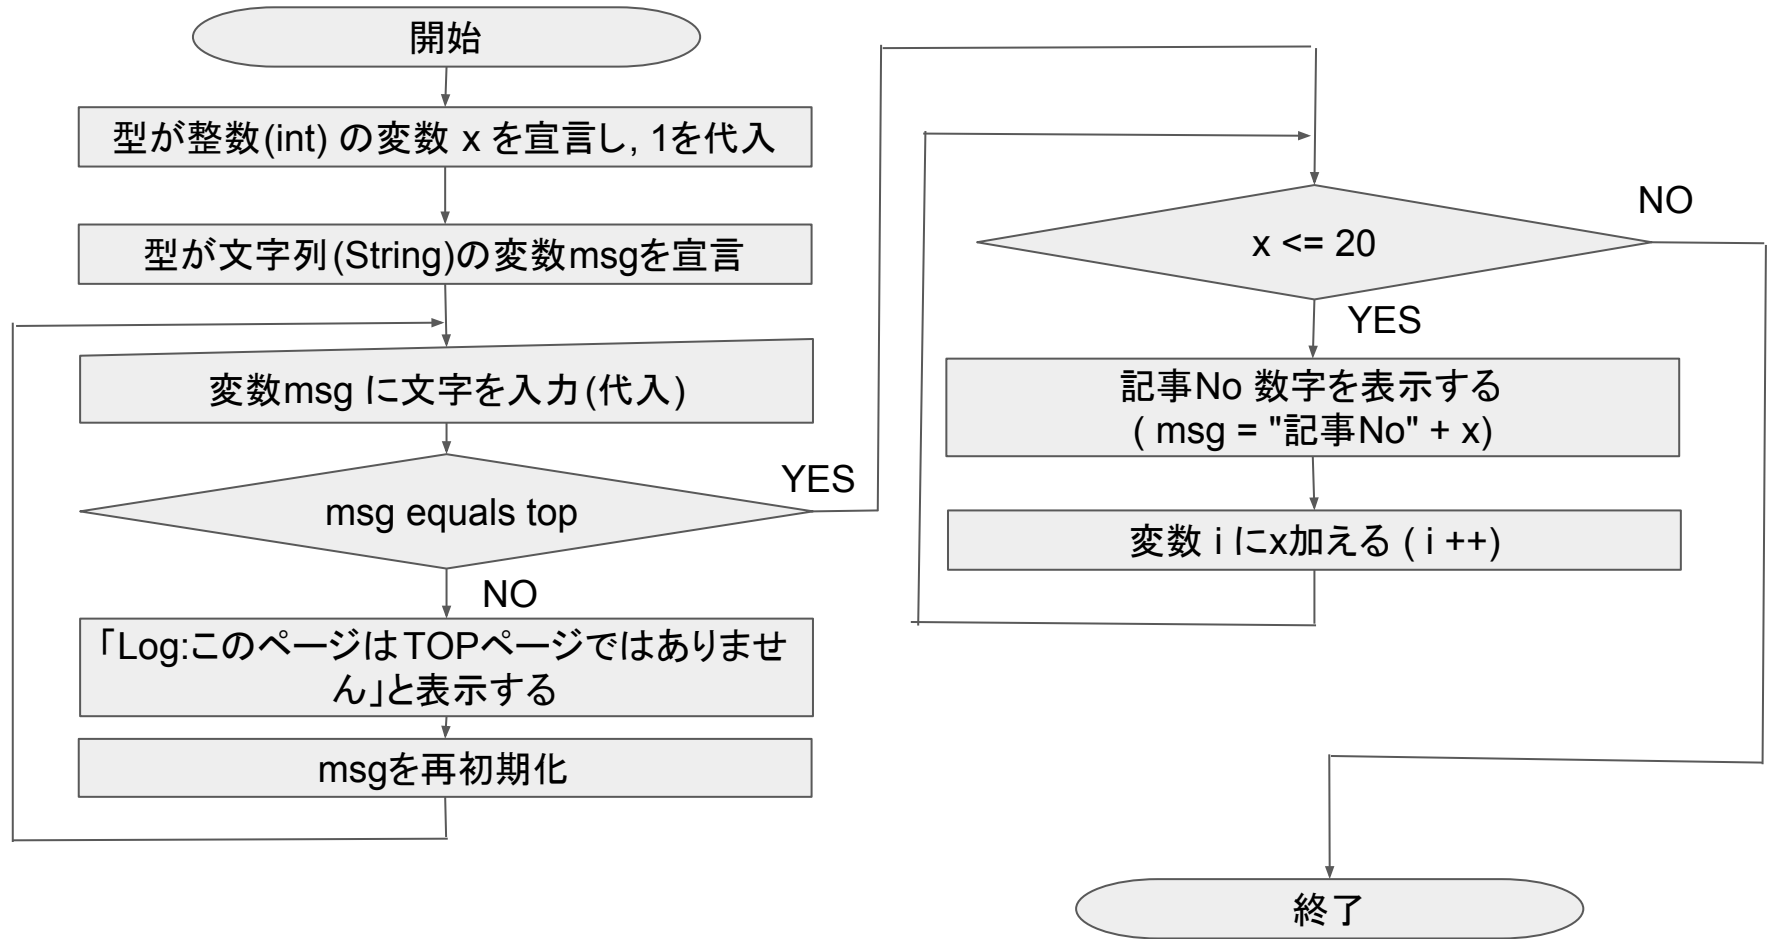 開始
型が整数(int) の変数 x を宣言し, 1を代入
型が文字列(String)の変数msgを宣言
変数msg に文字を入力(代入)
msg equals top
YES
NO
「Log:このページはTOPページではありませ
ん」と表示する
msgを再初期化
x <= 20
NO
YES
記事No 数字を表示する
( msg = "記事No" + x)
変数 i にx加える ( i ++)
終了